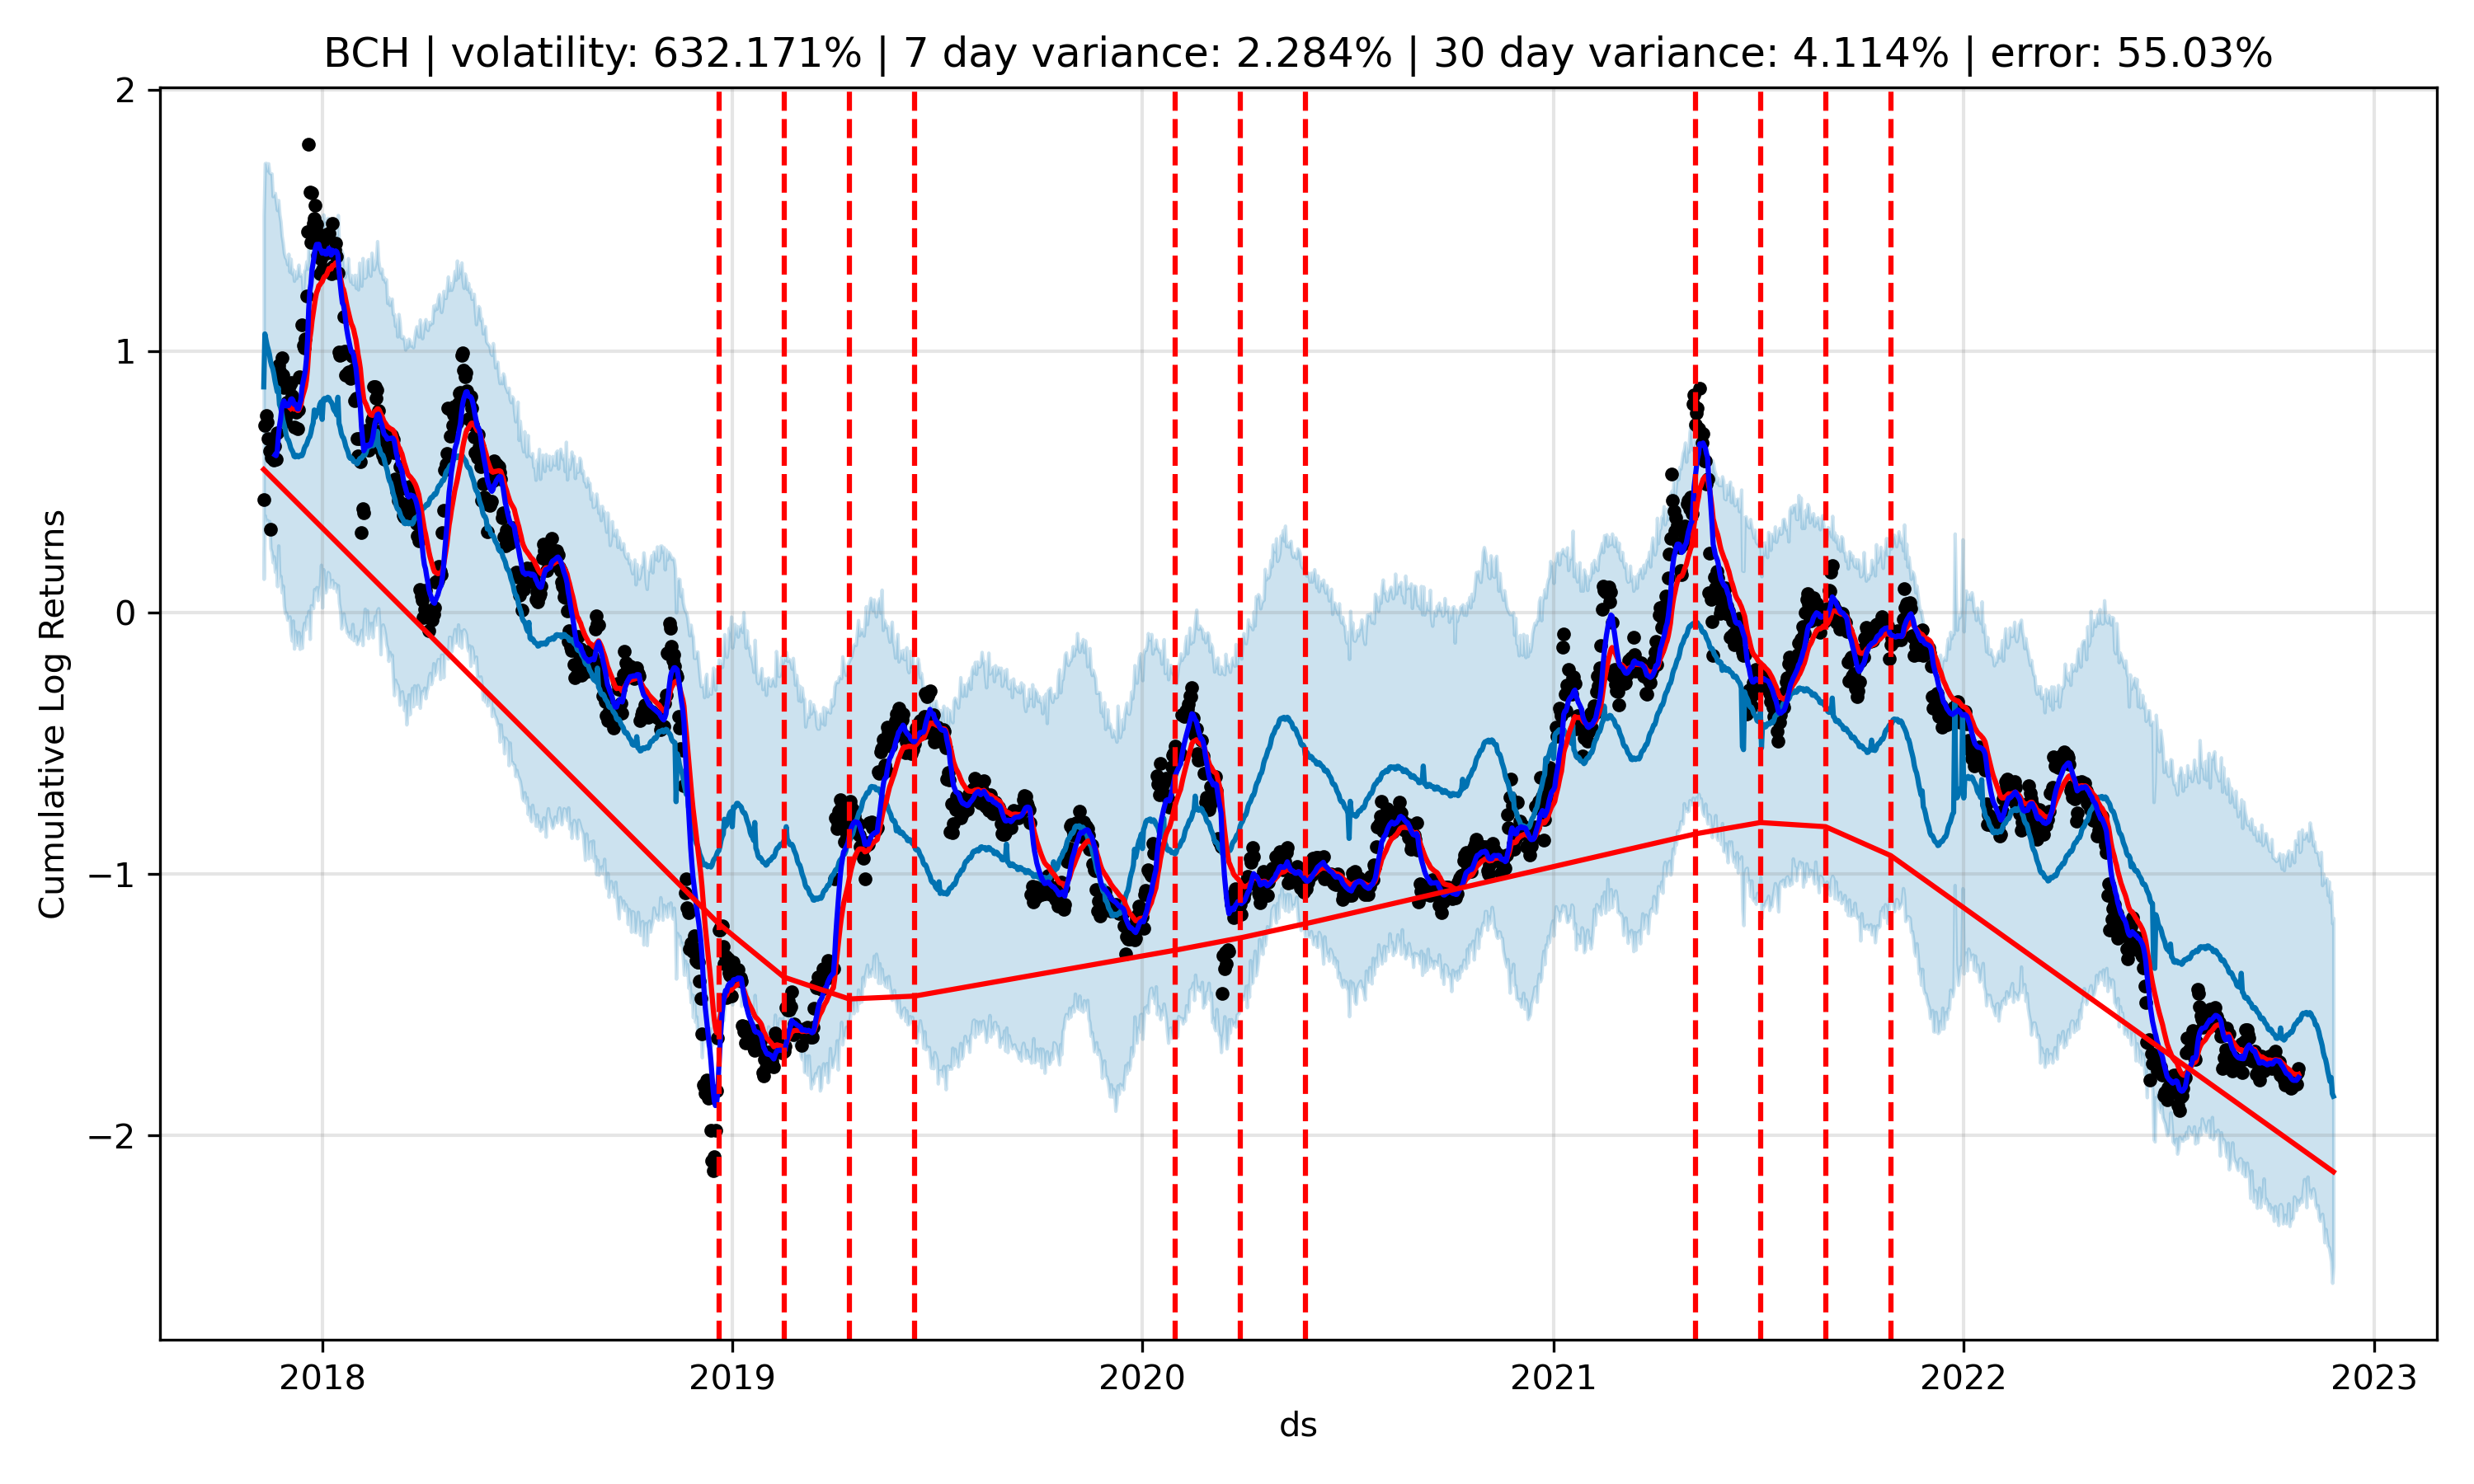 BCH | volatility: 632.171% | 7 day variance: 2.284% | 30 day variance: 4.114% | error: 55.03%
2
1
0
−1
−2
Cumulative Log Returns
2018 2019 2020 2021 2022 2023
ds